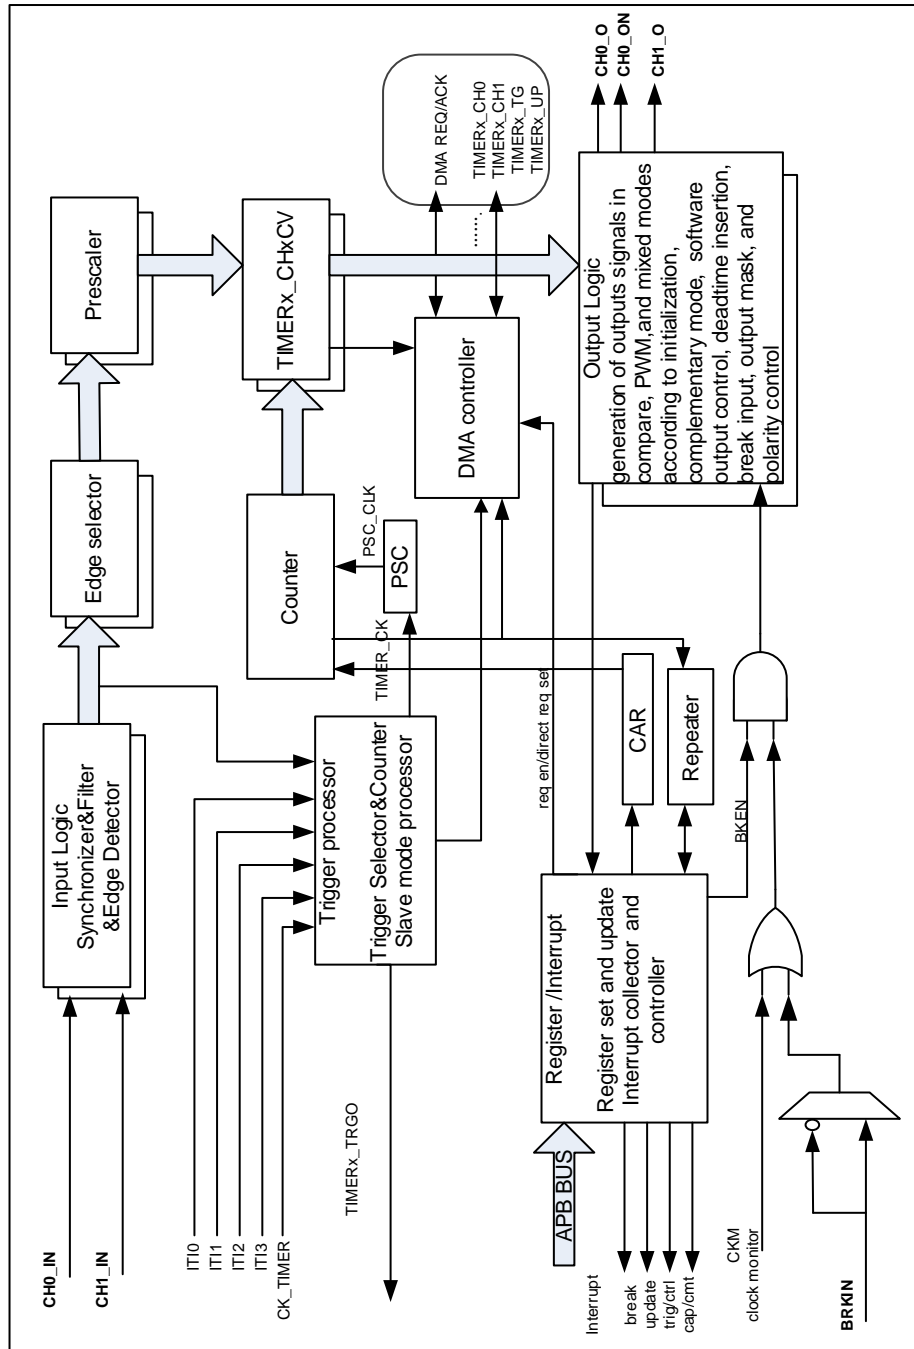 CH0_IN
CH1_IN
Input Logic
Synchronizer&Filter
&Edge Detector
Edge selector
Prescaler
ITI0
ITI1
ITI2
ITI3
CK_TIMER
Trigger processor
Trigger Selector&Counter
Slave mode processor
TIMERx_TRGO
TIMER_CK
PSC
PSC_CLK
Counter
TIMERx_CHxCV
DMA controller
DMA REQ/ACK
TIMERx_CH0
TIMERx_CH1
TIMERx_TG
TIMERx_UP
.......
req en/direct req set
CAR
Repeater
APB BUS
Register /Interrupt
Register set and update
Interrupt collector and
controller
Interrupt
break
update
trig/ctrl
cap/cmt
BKEN
CKM
clock monitor
BRKIN
Output Logic
generation of outputs signals in
compare, PWM,and mixed modes
according to initialization,
complementary mode, software
output control, deadtime insertion,
break input, output mask, and
polarity control
CH0_O
CH0_ON
CH1_O